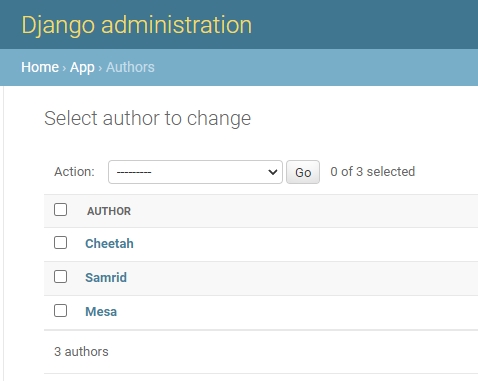 Django administration
Home › App › Authors
Select author to change
Action: --------- Go 0 of 3 selected
AUTHOR
Cheetah
Samrid
Mesa
3 authors